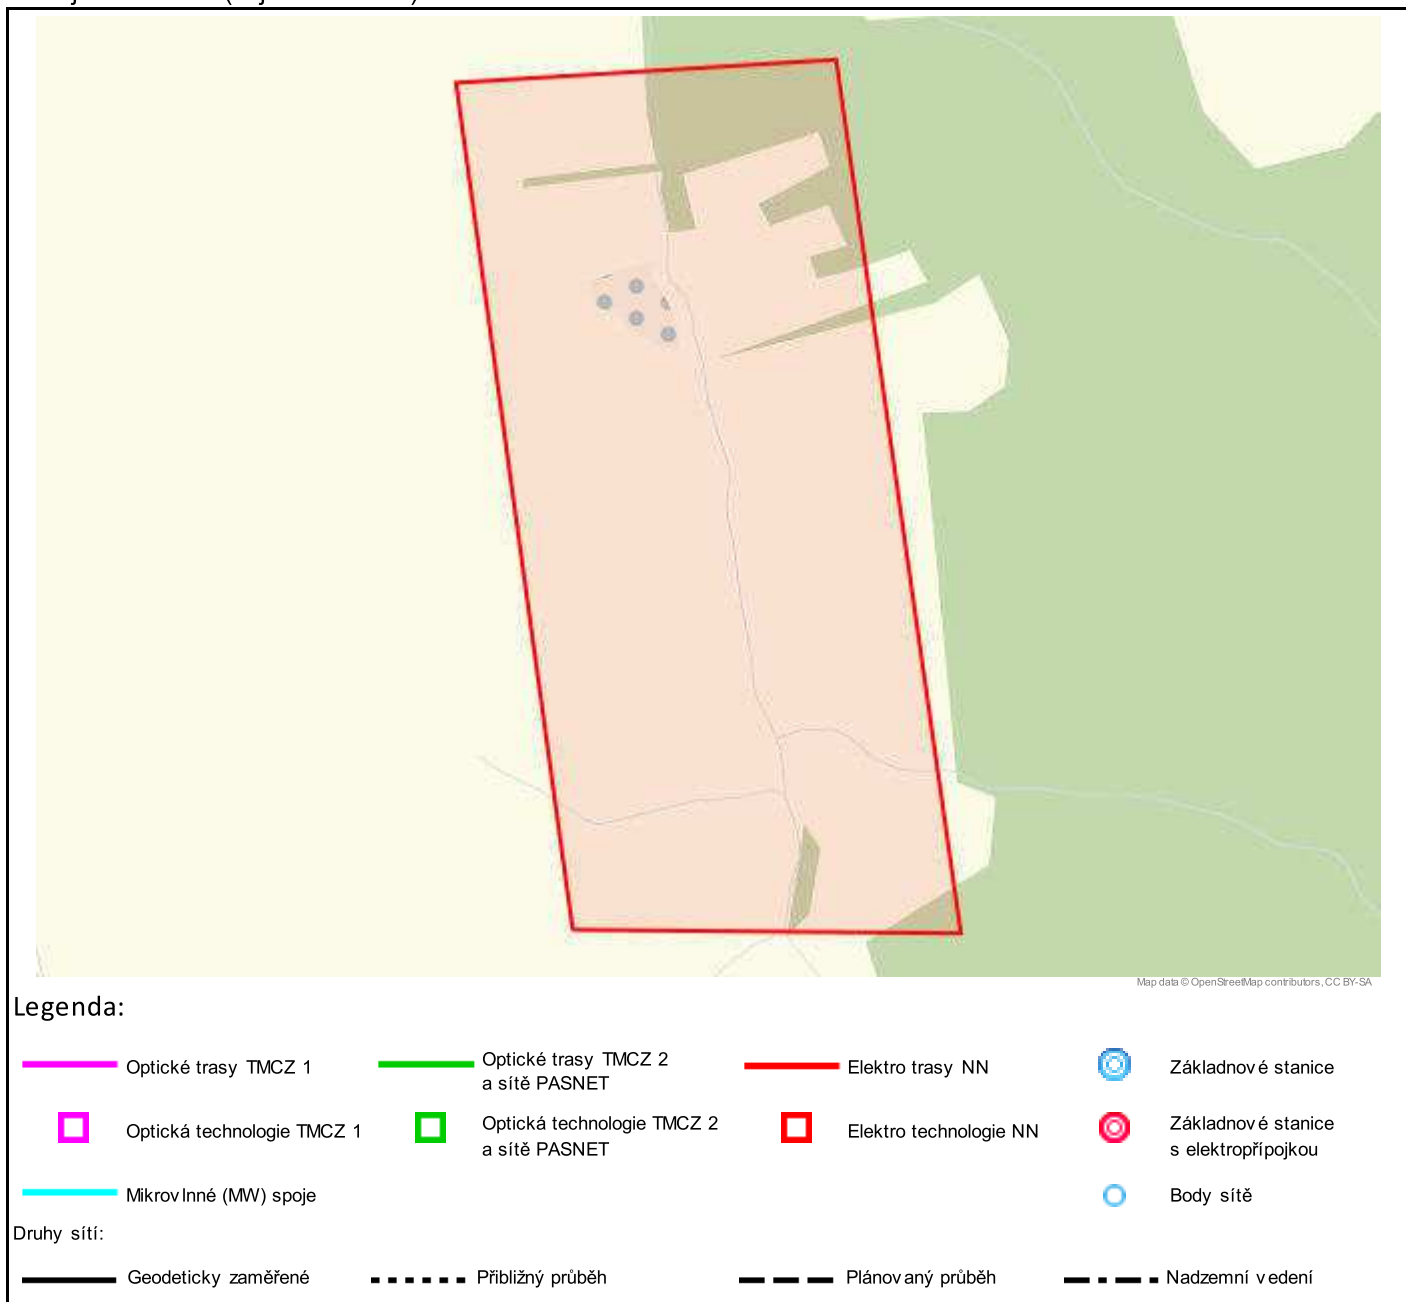 Map data © OpenStreetMap contributors, CC BY-SA
Legenda:
Optické trasy TMCZ 1
Optické trasy TMCZ 2
a sítě PASNET
Elektro trasy NN
Základnové stanice
Optická technologie TMCZ 1
Optická technologie TMCZ 2
a sítě PASNET
Elektro technologie NN
Základnové stanice
s elektropřípojkou
Mikrovlnné (MW) spoje
Body sítě
Druhy sítí:
Geodeticky zaměřené
Přibližný průběh
Plánovaný průběh
Nadzemní vedení